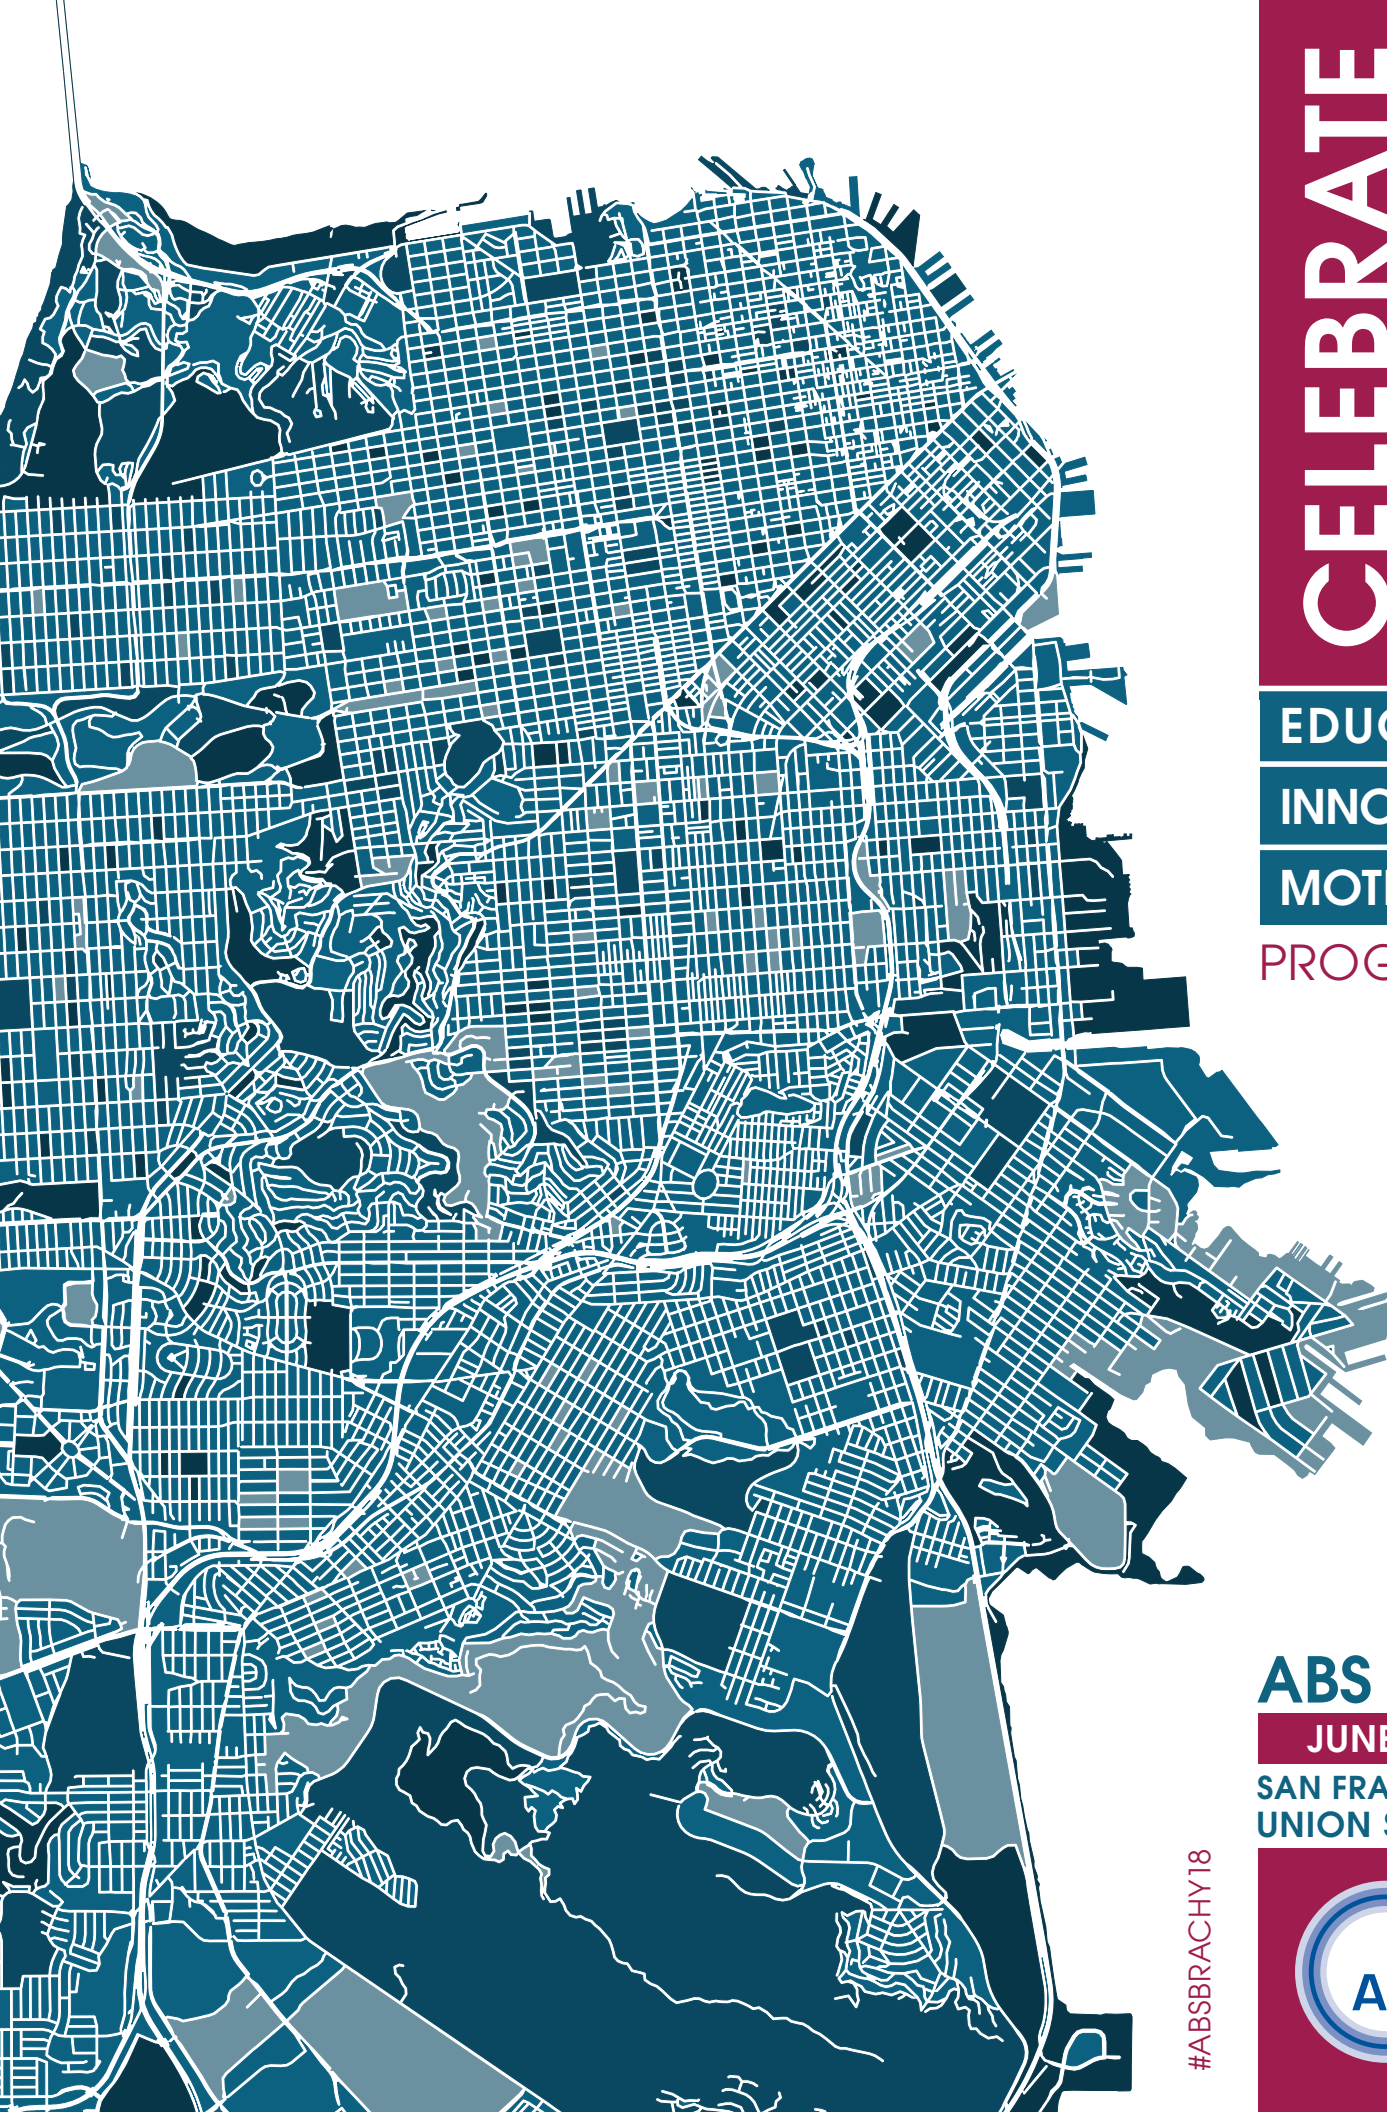 CELEBRATE
EDUC
INNO
MOTI
PROG
ABS
JUNE
SAN FRA
UNION S
#ABSBRACHY18
A